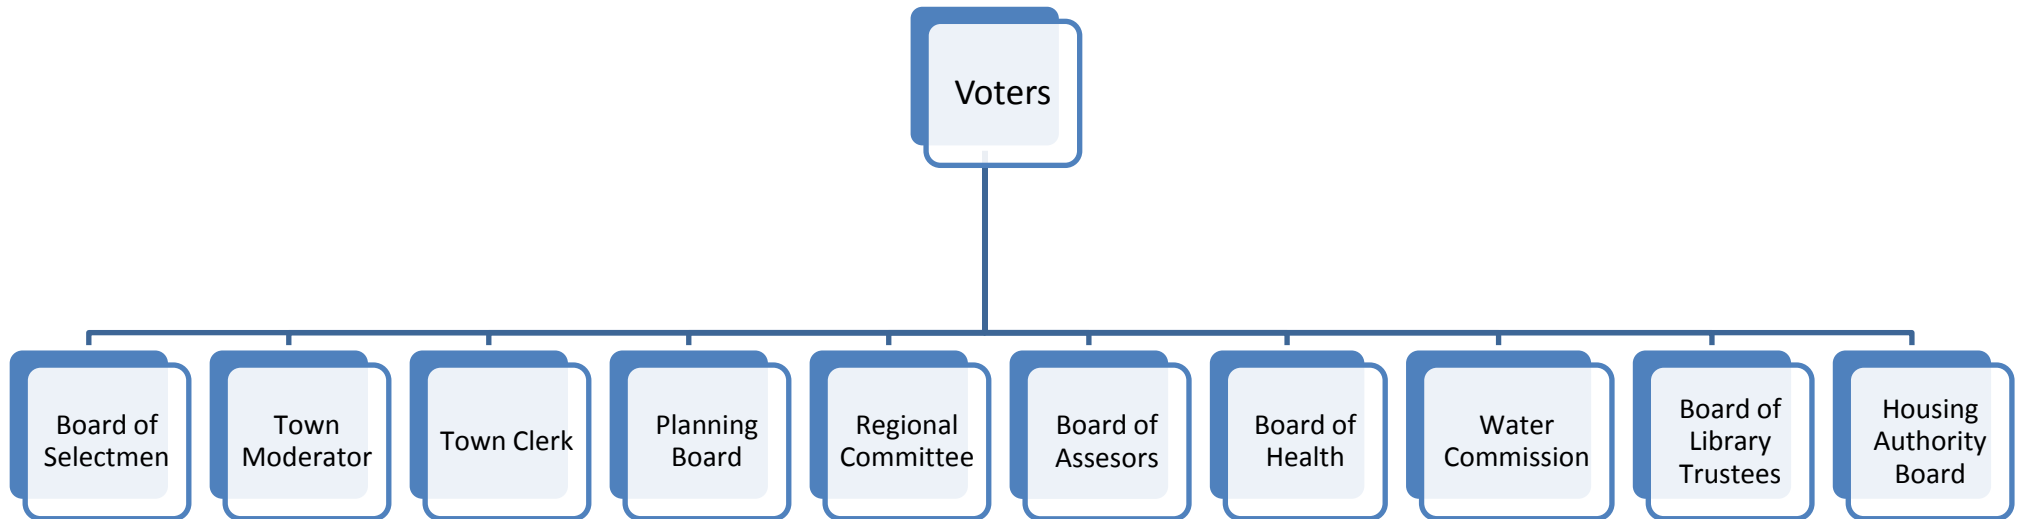 Voters
Board of
Selectmen
Town
Moderator
Town Clerk
Planning
Board
Regional
Committee
Board of
Assesors
Board of
Health
Water
Commission
Board of
Library
Trustees
Housing
Authority
Board